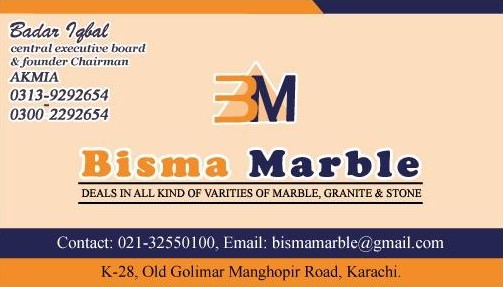 Badar Iqbal
central executive board
& founder Chairman
AKMIA
0313-9292654
0300-2292654
BM
Bisma Marble
DEALS IN ALL KIND OF VARITIES OF MARBLE, GRANITE & STONE
Contact: 021-32550100, Email: bismamarble@gmail.com
K-28, Old Golimar Manghopir Road, Karachi.